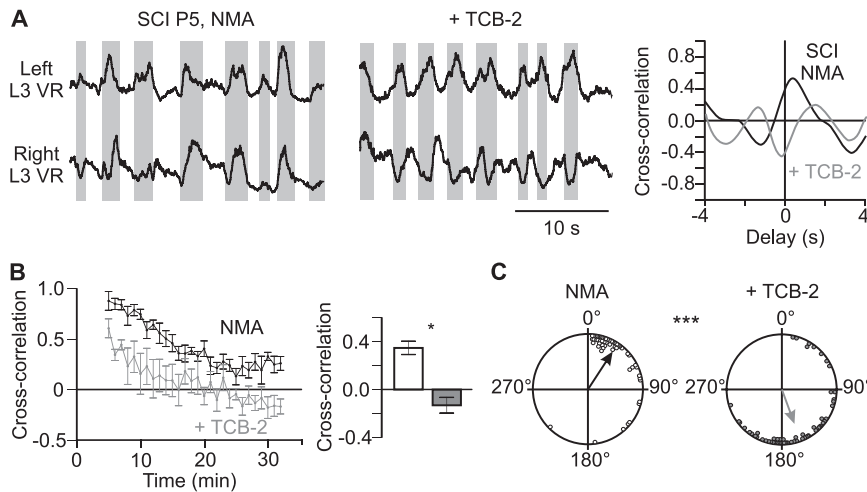 A
SCI P5, NMA
+ TCB-2
Left
L3 VR
Right
L3 VR
10 s
Cross-correlation
0.8
0.4
0.0
-0.4
-0.8
SCI
NMA
+ TCB-2
-4
0
4
Delay (s)
B
Cross-correlation
1.0
0.5
0
-0.5
NMA
+ TCB-2
0
10
20
30
Time (min)
Cross-correlation
0.4
0.0
-0.4
*
C
NMA
0°
270°
90°
180°
***
+ TCB-2
0°
270°
90°
180°